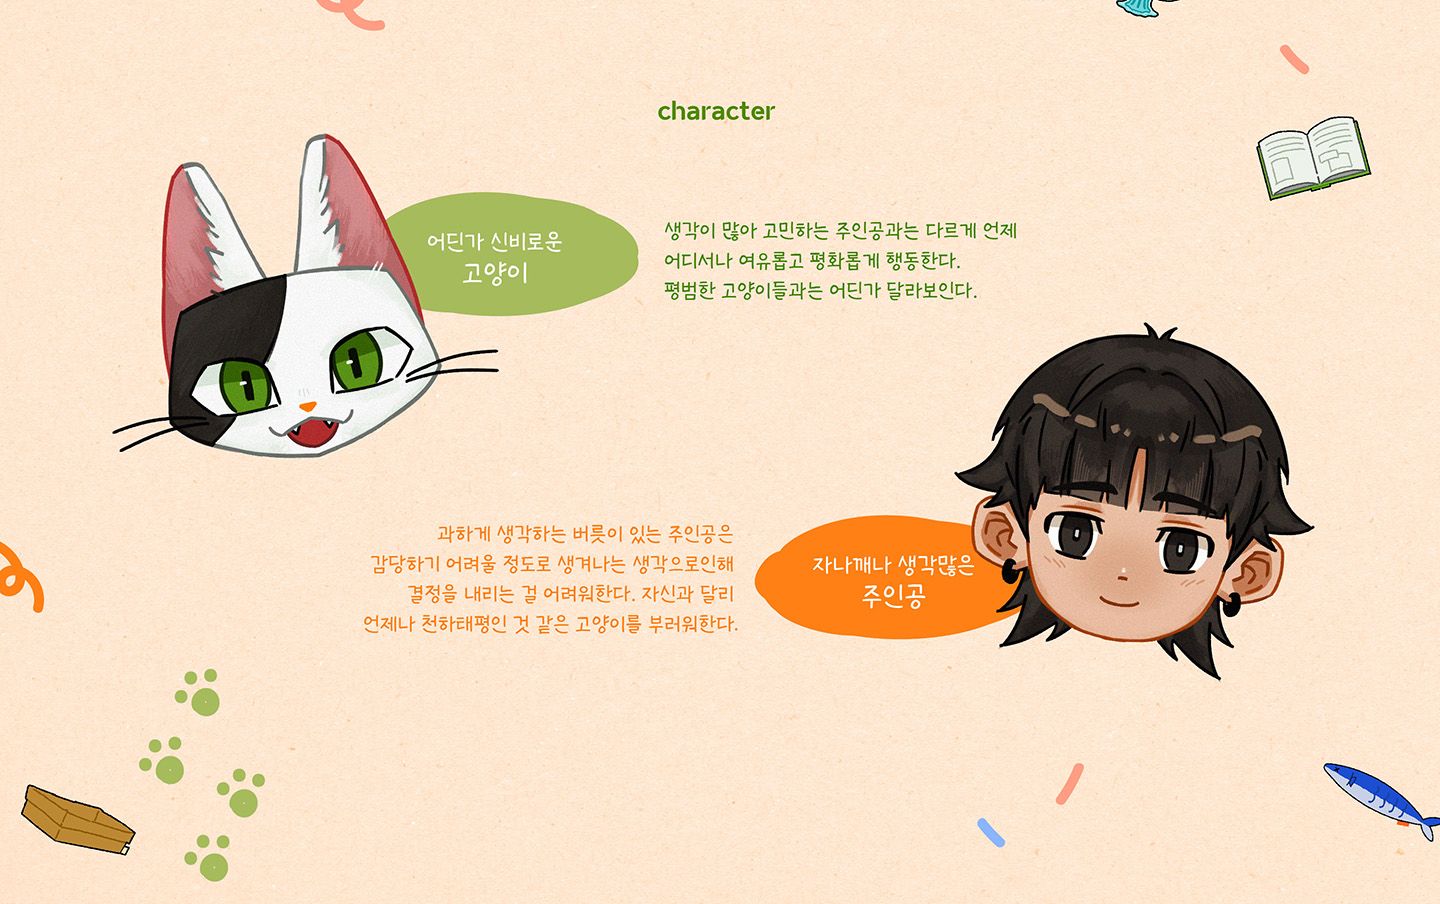 character
어딘가 신비로운
고양이
생각이 많아 고민하는 주인공과는 다르게 언제
어디서나 여유롭고 평화롭게 행동한다.
평범한 고양이들과는 어딘가 달라보인다.
과하게 생각하는 버릇이 있는 주인공은
감당하기 어려울 정도로 생겨나는 생각으로인해
결정을 내리는 걸 어려워한다. 자신과 달리
언제나 천하태평인 것 같은 고양이를 부러워한다.
자나깨나 생각많은
주인공